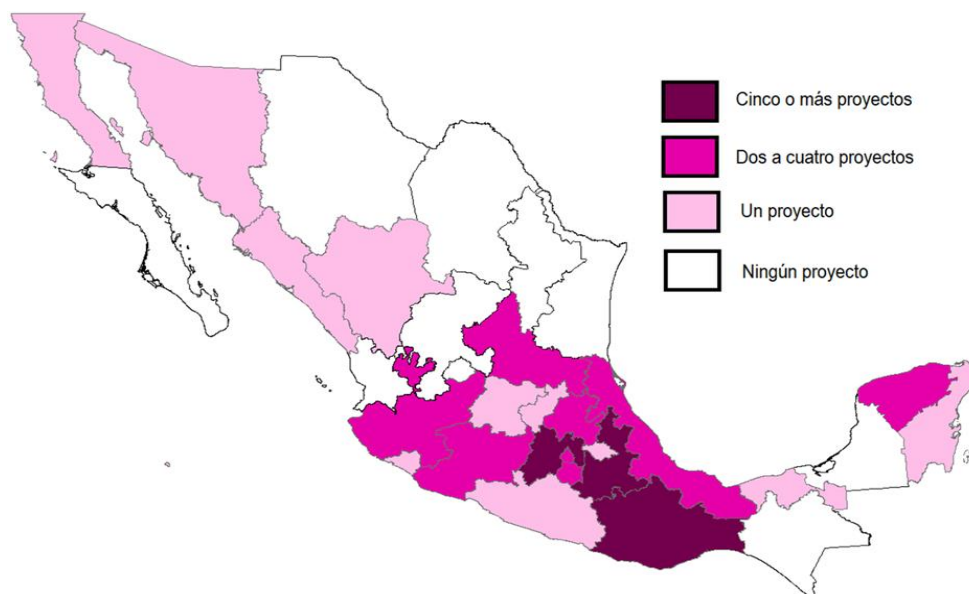 Cinco o más proyectos
Dos a cuatro proyectos
Un proyecto
Ningún proyecto